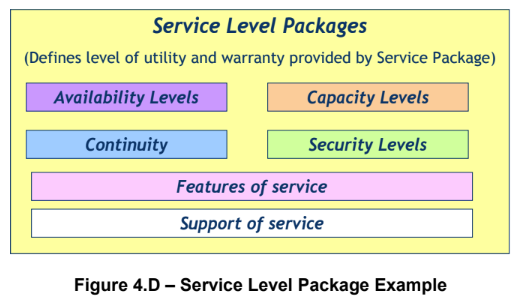 Service Level Packages
(Defines level of utility and warranty provided by Service Package)
Availability Levels
Capacity Levels
Continuity
Security Levels
Features of service
Support of service
Figure 4.D – Service Level Package Example